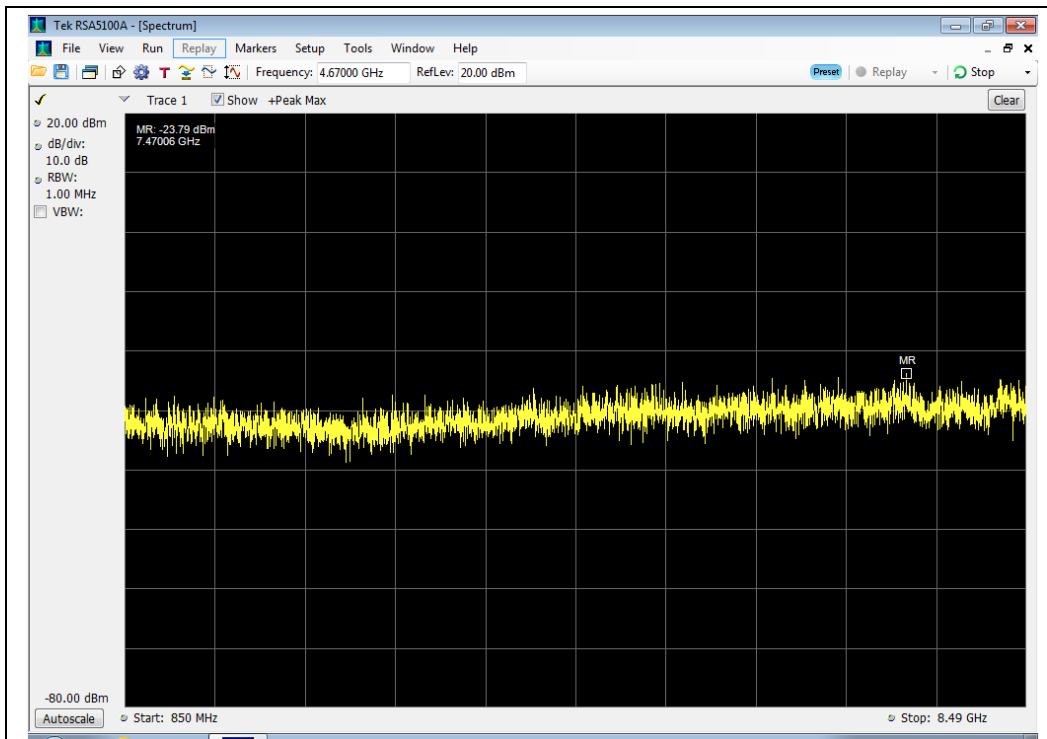 Tek RSA5100A - [Spectrum]
File View Run Replay Markers Setup Tools Window Help
T Frequency: 4.67000 GHz RefLev: 20.00 dBm Preset Replay Stop
Trace 1 Show +Peak Max Clear
20.00 dBm
dB/div:
10.0 dB
RBW:
1.00 MHz
VBW:
MR: -23.79 dBm
7.47006 GHz
MR
-80.00 dBm
Autoscale Start: 850 MHz Stop: 8.49 GHz